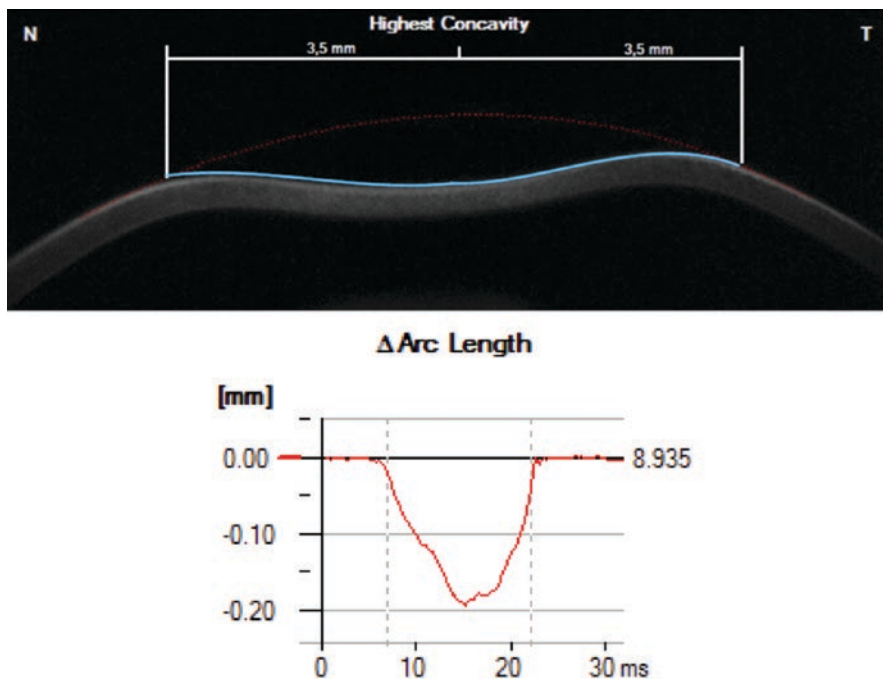 Highest Concavity
N T
3,5 mm 3,5 mm
Δ Arc Length
[mm]
0.00 8.935
-0.10
-0.20
0 10 20 30 ms